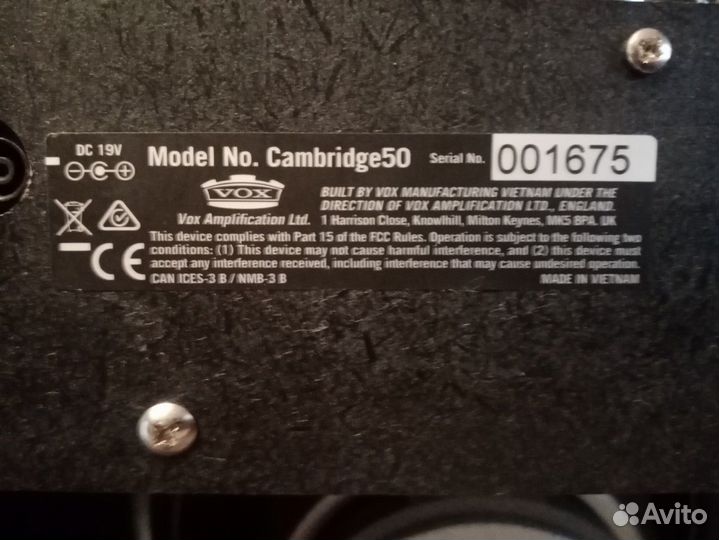 DC 19V
Model No. Cambridge50 Serial No. 001675
VOX
Vox Amplification Ltd.
BUILT BY VOX MANUFACTURING VIETNAM UNDER THE
DIRECTION OF VOX AMPLIFICATION LTD., ENGLAND.
1 Harrison Close, Knowlhill, Milton Keynes, MK5 8PA. UK
This device complies with Part 15 of the FCC Rules. Operation is subject to the following two
conditions: (1) This device may not cause harmful interference, and (2) this device must
accept any interference received, including interference that may cause undesired operation.
CE
CAN ICES-3 B / NMB-3 B
MADE IN VIETNAM
Avito